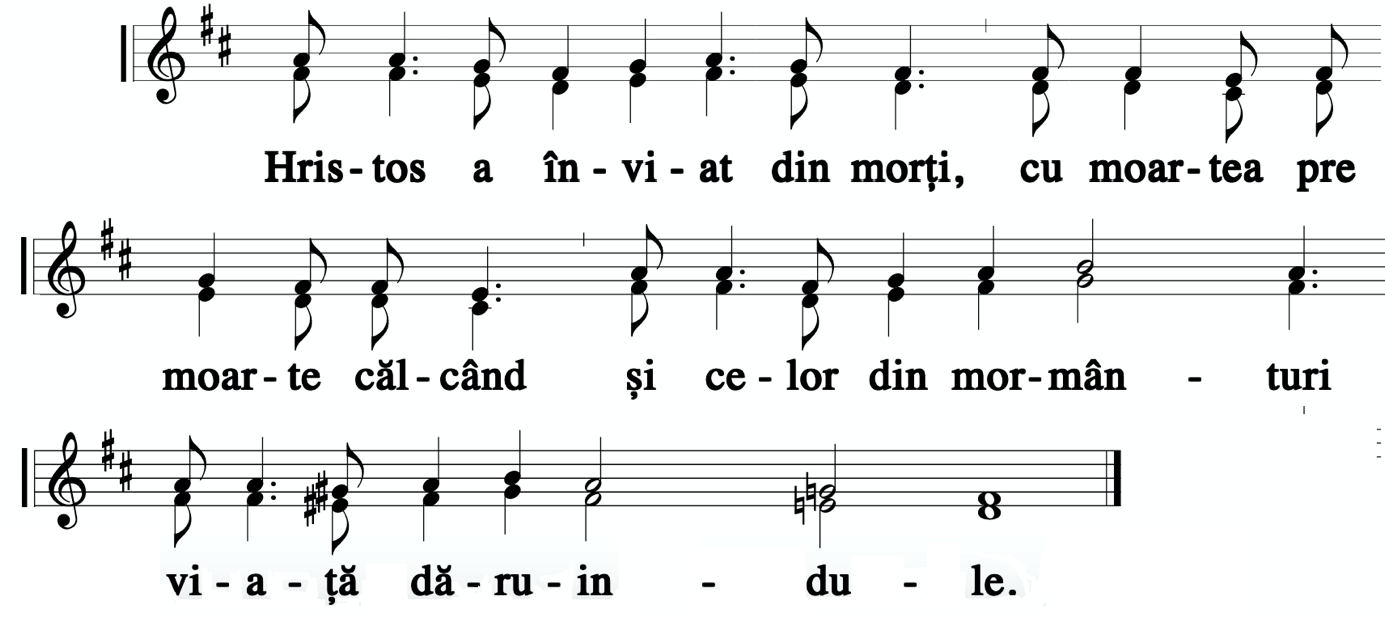 Hris - tos a în - vi - at din morți, cu moar - tea pre
moar - te căl - când și ce - lor din mor - mân - turi
vi - a - ță dă - ru - in - du - le.